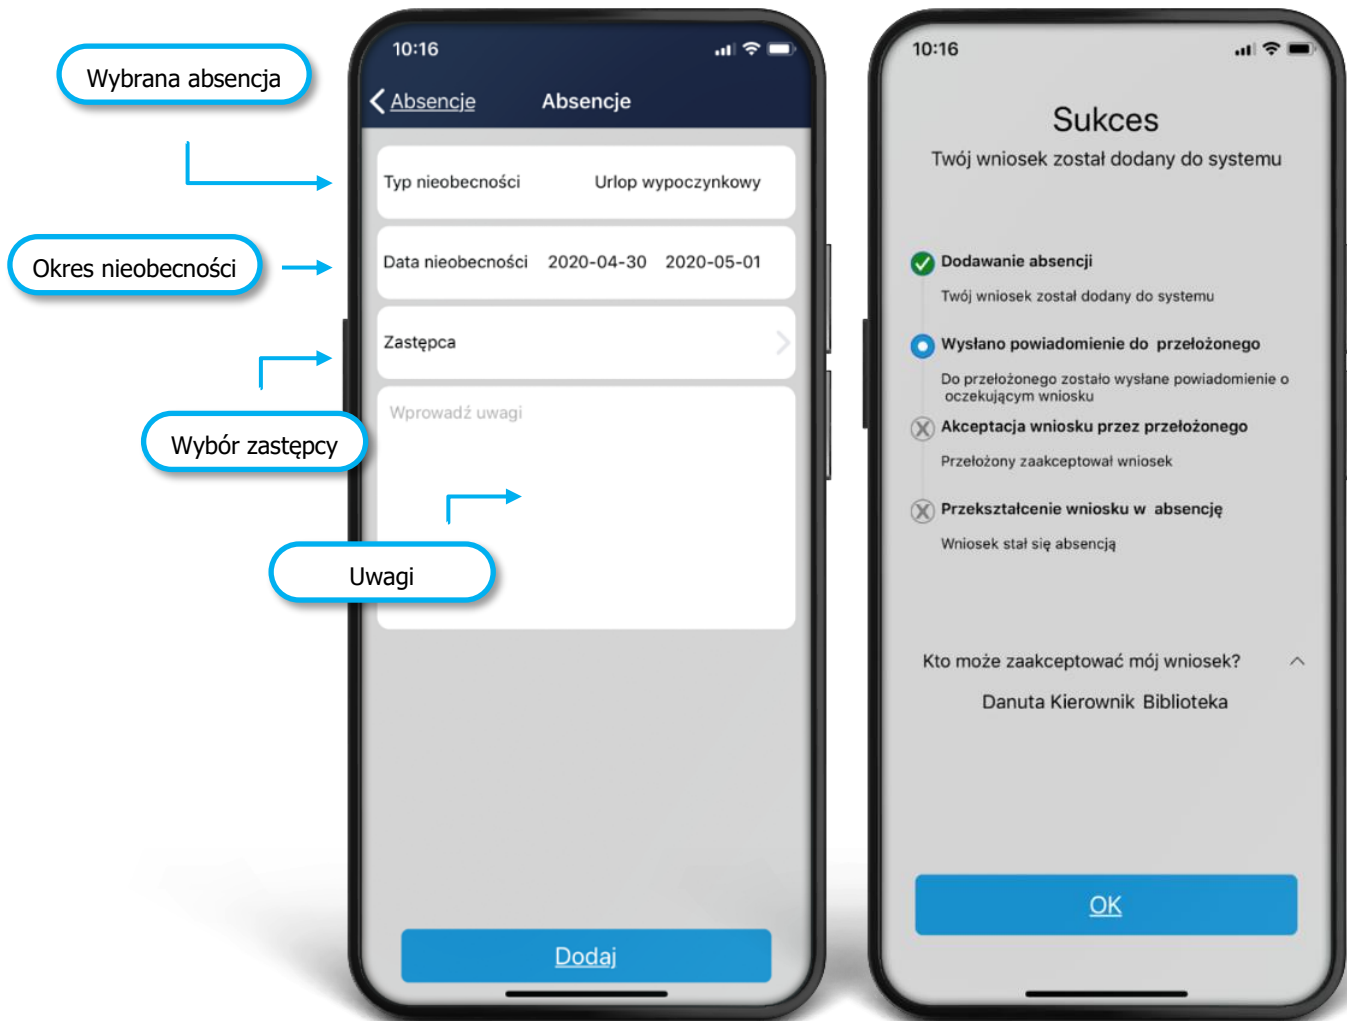 Wybrana absencja
Okres nieobecności
Wybór zastępcy
Uwagi
10:16
Absencje
Absencje
Typ nieobecności Urlop wypoczynkowy
Data nieobecności 2020-04-30 2020-05-01
Zastępca
Wprowadź uwagi
Dodaj
10:16
Sukces
Twój wniosek został dodany do systemu
Dodawanie absencji
Twój wniosek został dodany do systemu
Wysłano powiadomienie do przełożonego
Do przełożonego zostało wysłane powiadomienie o
oczekującym wniosku
Akceptacja wniosku przez przełożonego
Przełożony zaakceptował wniosek
Przekształcenie wniosku w absencję
Wniosek stał się absencją
Kto może zaakceptować mój wniosek?
Danuta Kierownik Biblioteka
OK